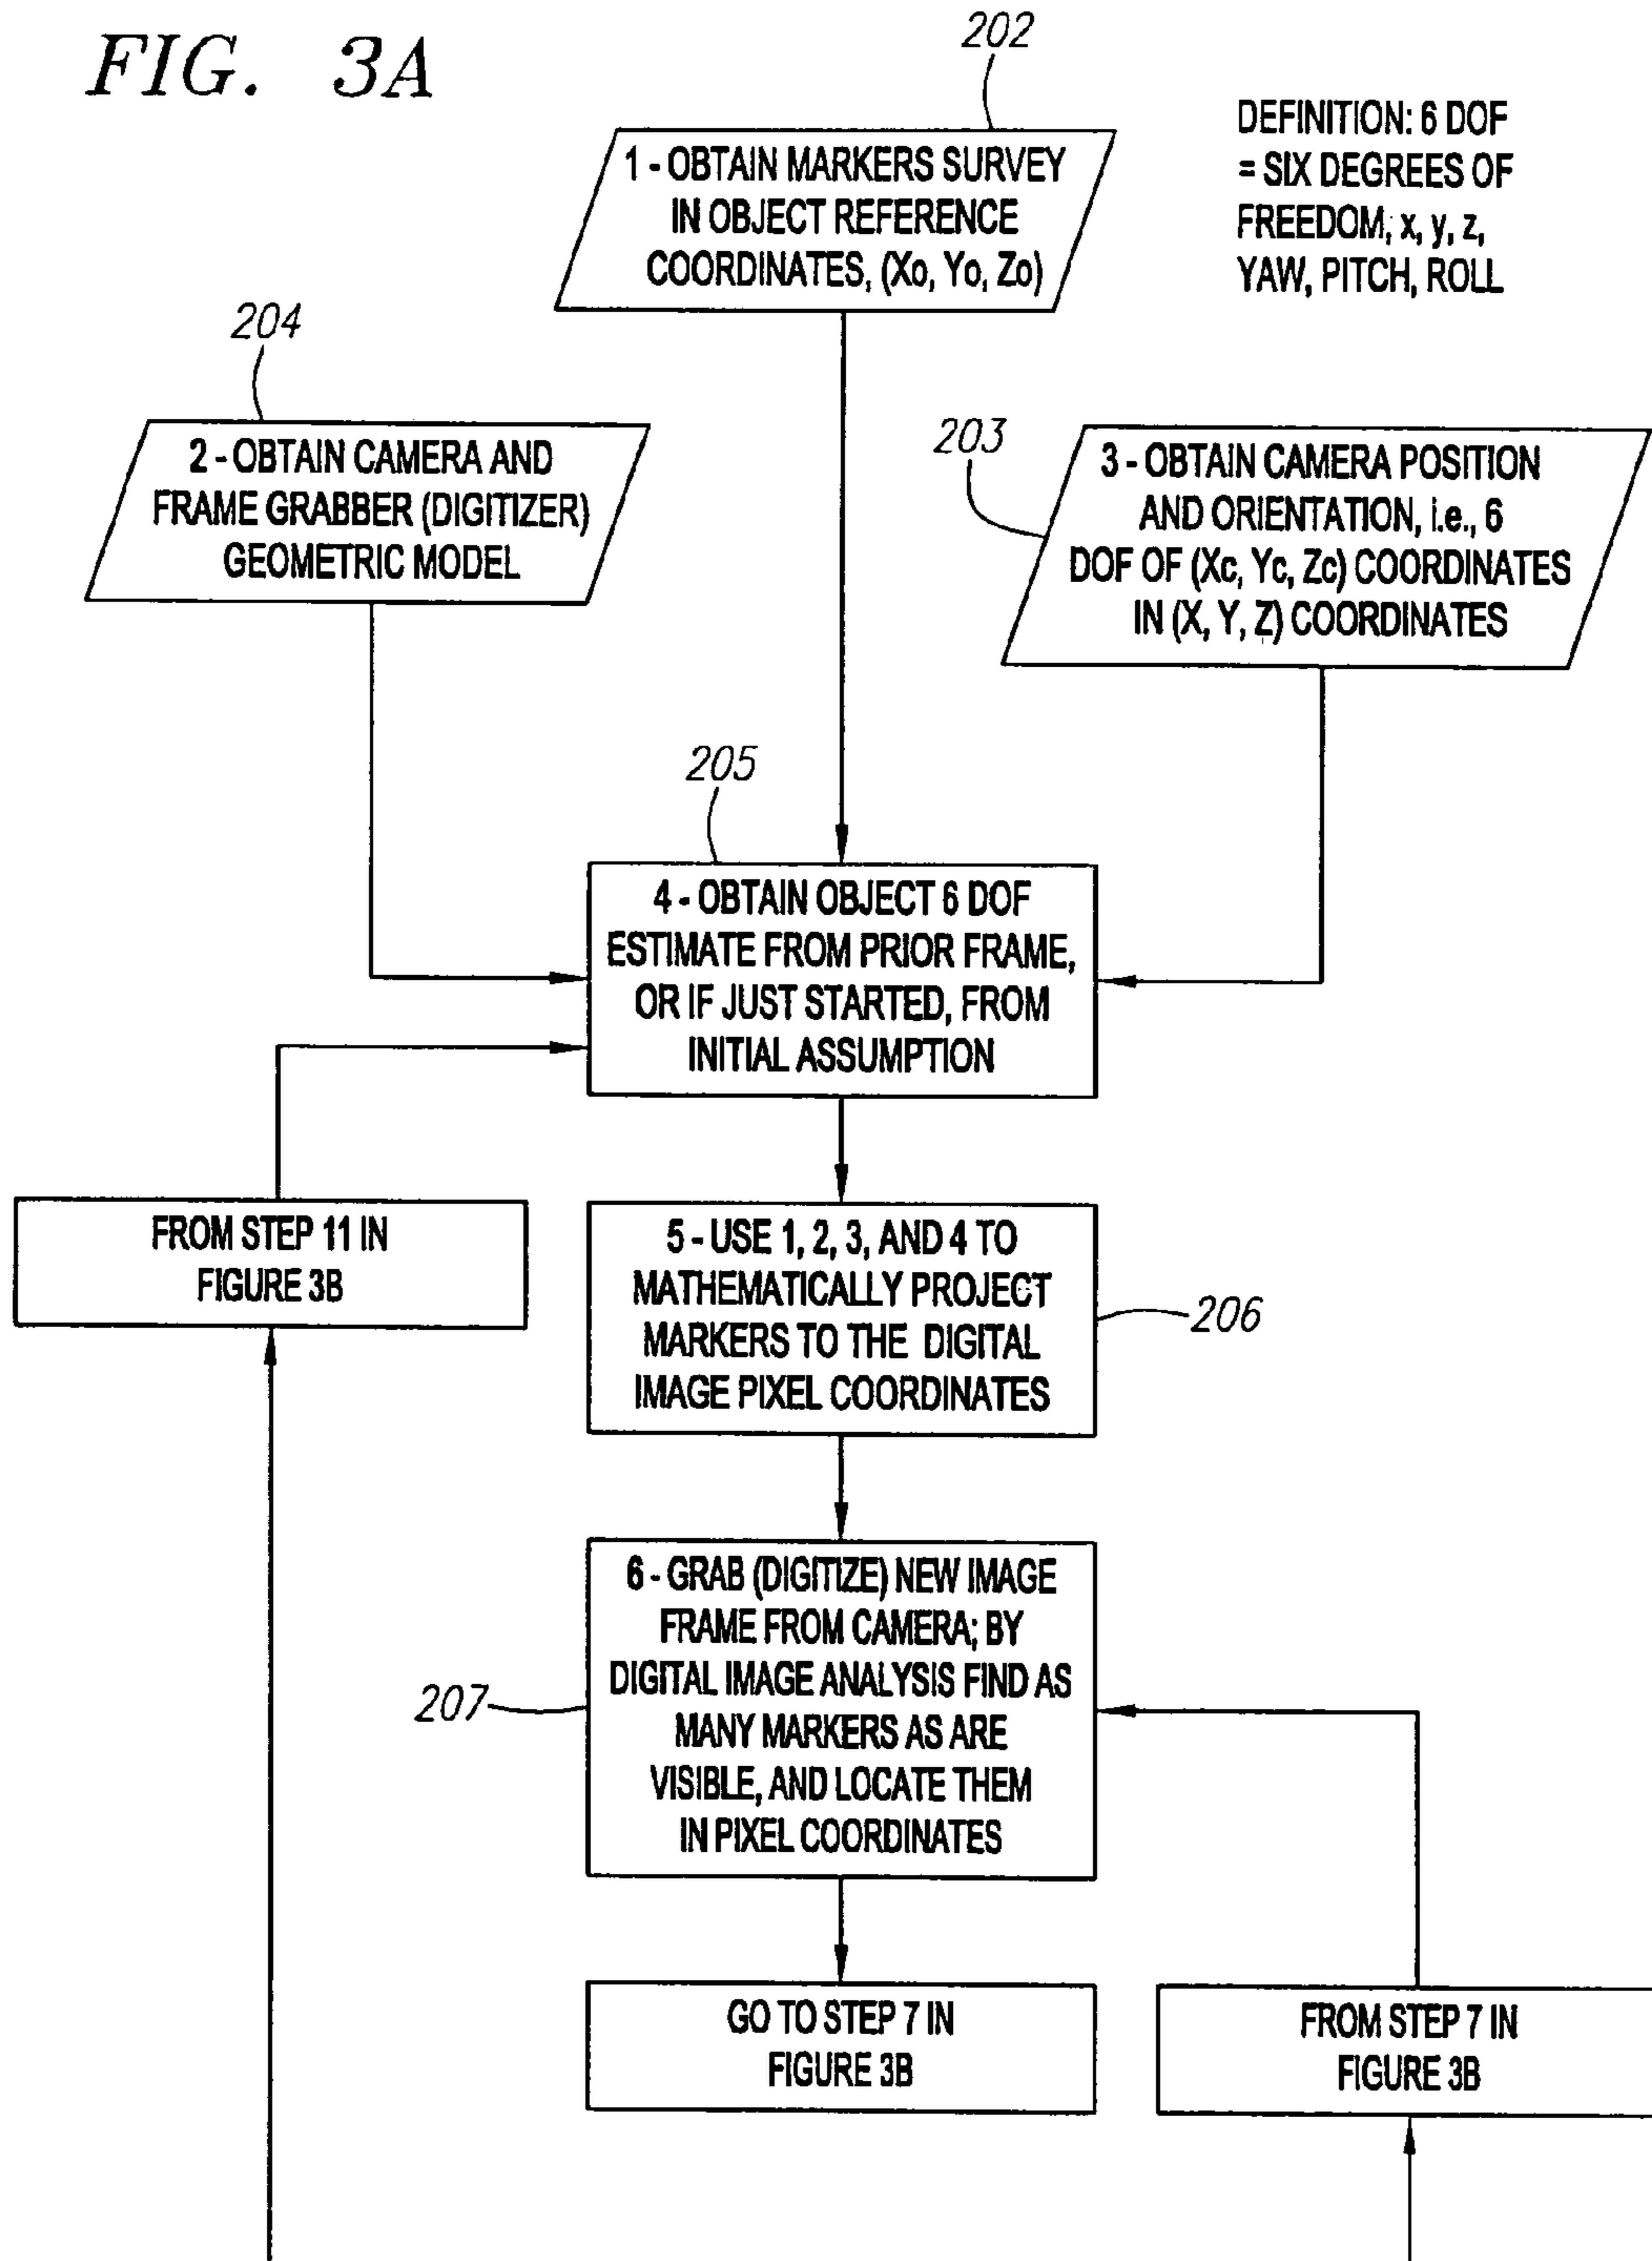 FIG. 3A
202
DEFINITION: 6 DOF
= SIX DEGREES OF
FREEDOM, x, y, z,
YAW, PITCH, ROLL
1 - OBTAIN MARKERS SURVEY
IN OBJECT REFERENCE
COORDINATES, (Xo, Yo, Zo)
204
2 - OBTAIN CAMERA AND
FRAME GRABBER (DIGITIZER)
GEOMETRIC MODEL
203
3 - OBTAIN CAMERA POSITION
AND ORIENTATION, i.e., 6
DOF OF (Xc, Yc, Zc) COORDINATES
IN (X, Y, Z) COORDINATES
205
4 - OBTAIN OBJECT 6 DOF
ESTIMATE FROM PRIOR FRAME,
OR IF JUST STARTED, FROM
INITIAL ASSUMPTION
FROM STEP 11 IN
FIGURE 3B
5 - USE 1, 2, 3, AND 4 TO
MATHEMATICALLY PROJECT
MARKERS TO THE DIGITAL
IMAGE PIXEL COORDINATES
206
6 - GRAB (DIGITIZE) NEW IMAGE
FRAME FROM CAMERA; BY
DIGITAL IMAGE ANALYSIS FIND AS
MANY MARKERS AS ARE
VISIBLE, AND LOCATE THEM
IN PIXEL COORDINATES
207
GO TO STEP 7 IN
FIGURE 3B
FROM STEP 7 IN
FIGURE 3B